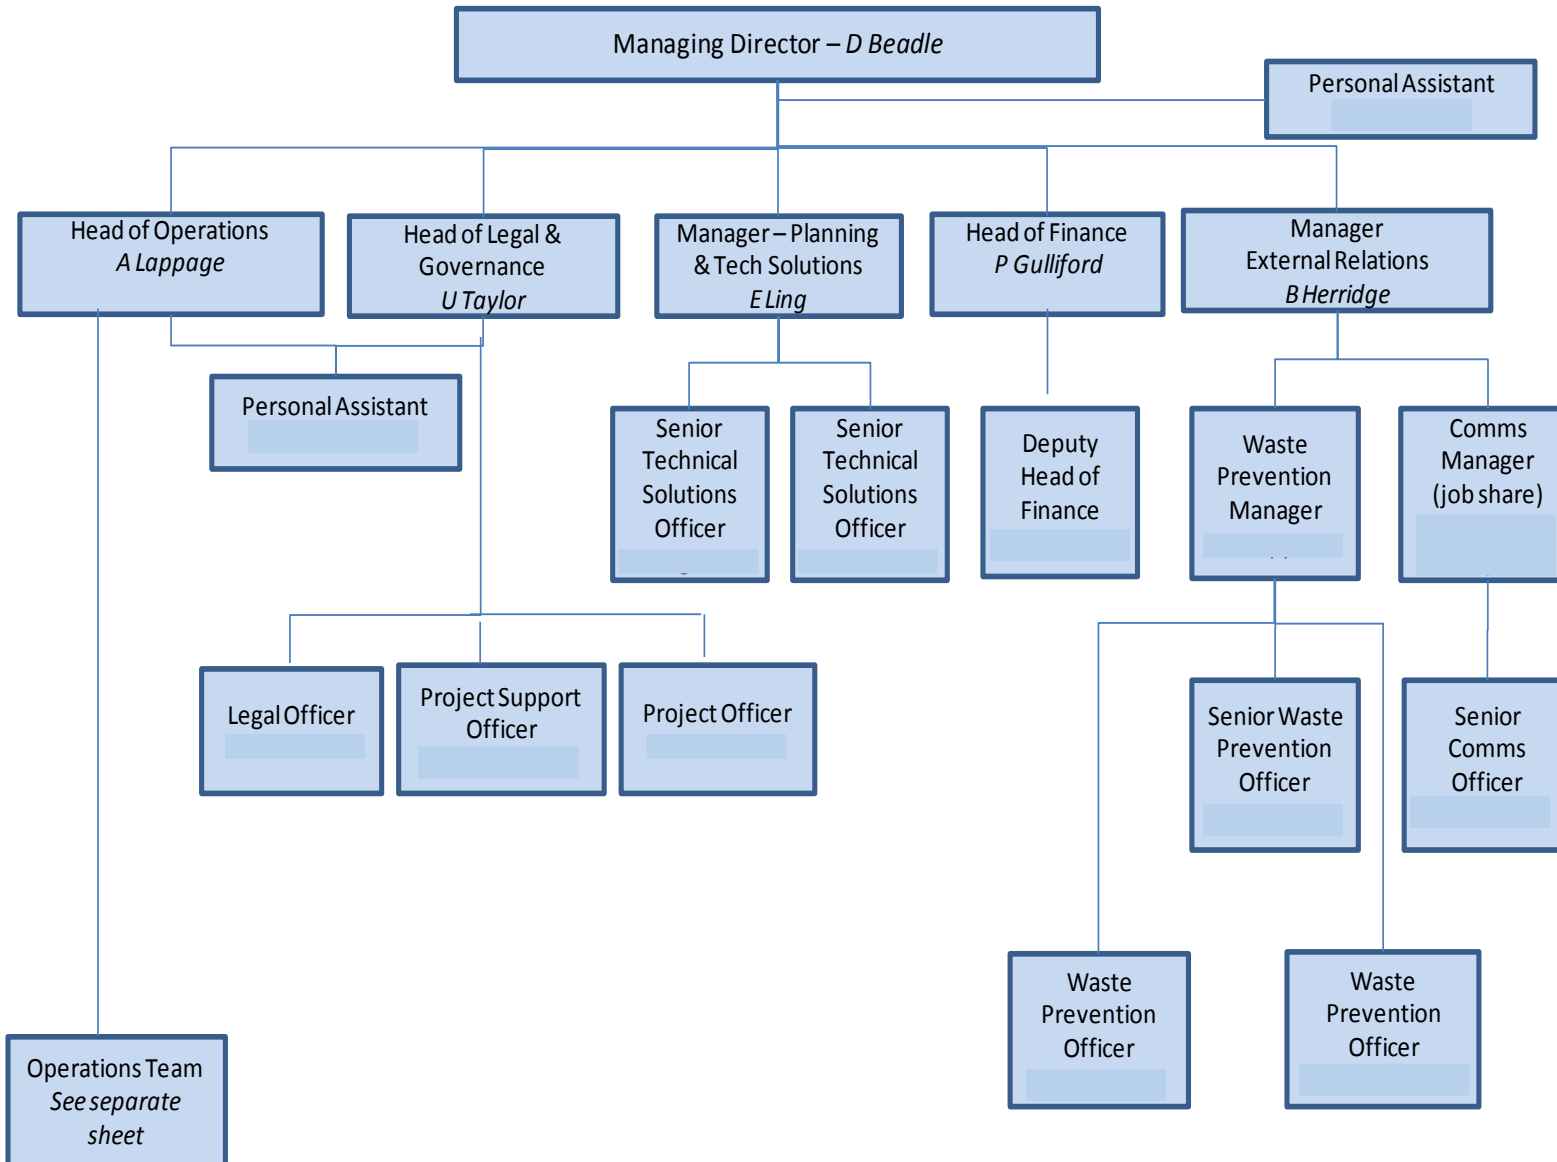 Managing Director – D Beadle
Personal Assistant
Head of Operations
A Lappage
Head of Legal &
Governance
U Taylor
Manager – Planning
& Tech Solutions
E Ling
Head of Finance
P Gulliford
Manager
External Relations
B Herridge
Personal Assistant
Senior
Technical
Solutions
Officer
Senior
Technical
Solutions
Officer
Deputy
Head of
Finance
Waste
Prevention
Manager
Comms
Manager
(job share)
Legal Officer
Project Support
Officer
Project Officer
Senior Waste
Prevention
Officer
Senior
Comms
Officer
Waste
Prevention
Officer
Waste
Prevention
Officer
Operations Team
See separate
sheet